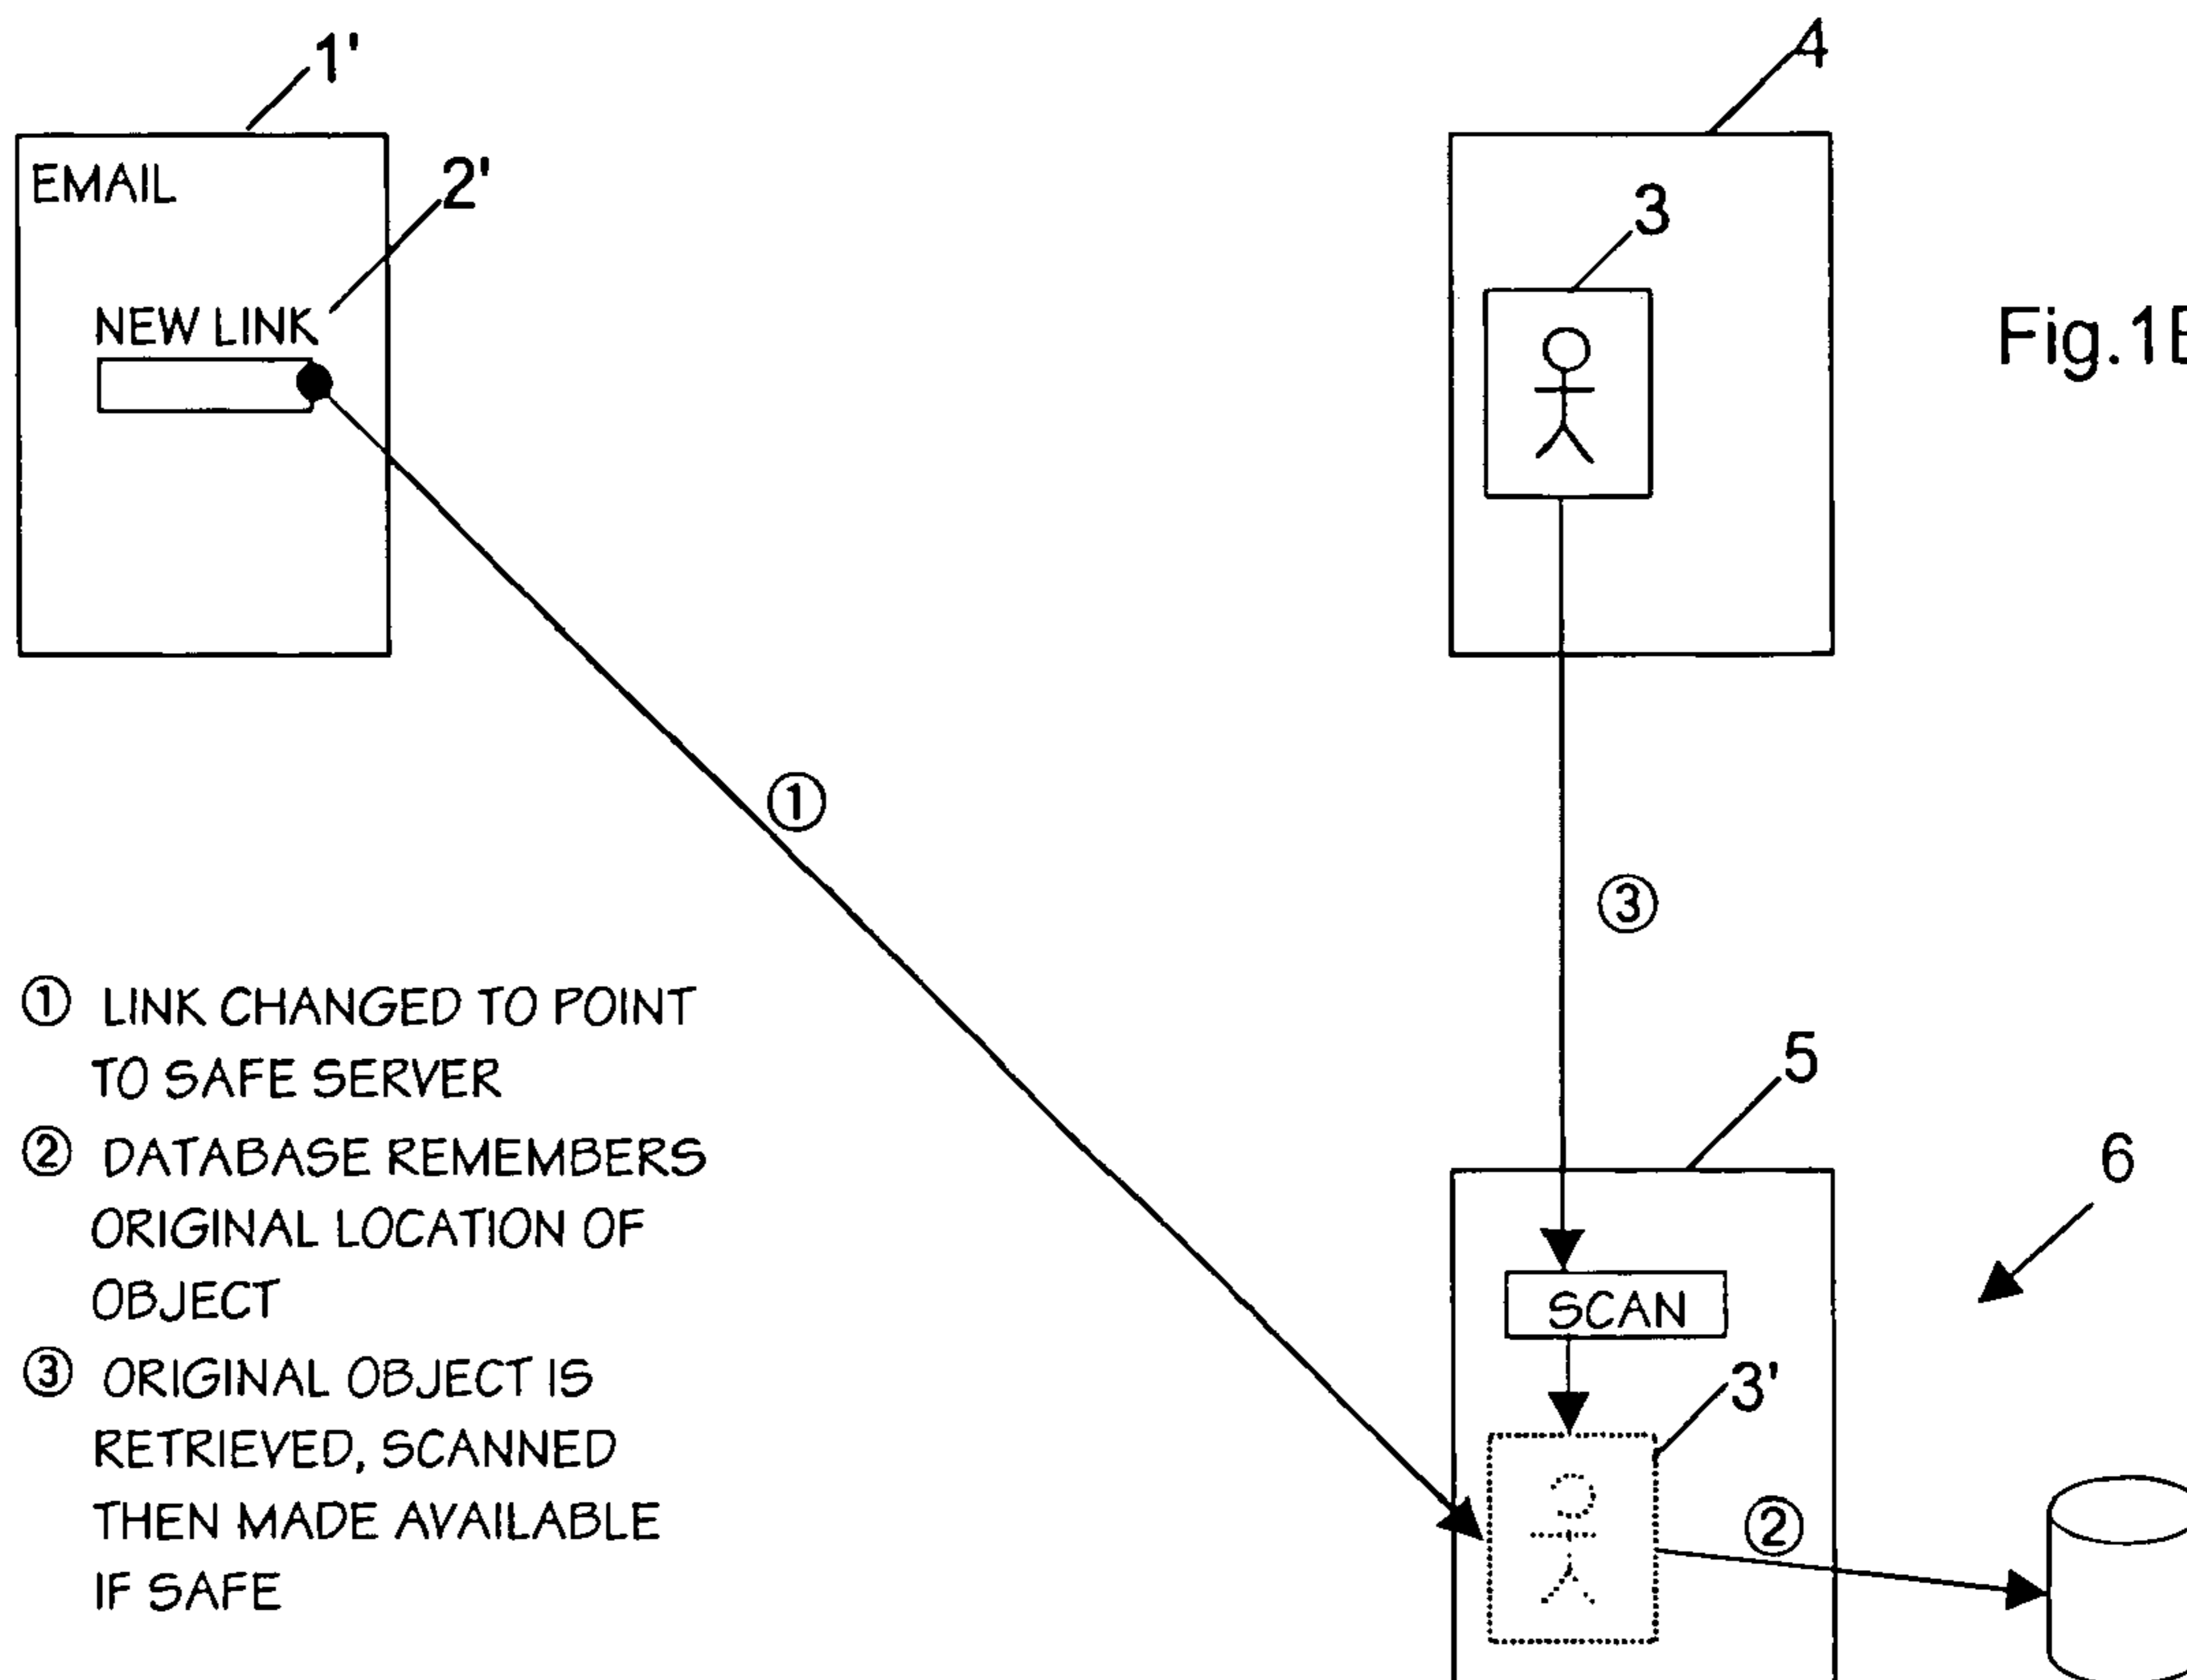 1'
4
EMAIL
2'
3
NEW LINK
Fig.1
①
③
① LINK CHANGED TO POINT
TO SAFE SERVER
② DATABASE REMEMBERS
ORIGINAL LOCATION OF
OBJECT
③ ORIGINAL OBJECT IS
RETRIEVED, SCANNED
THEN MADE AVAILABLE
IF SAFE
5
6
SCAN
3'
②